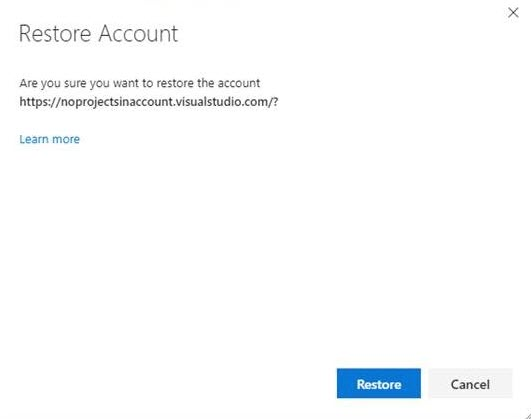 Restore Account
Are you sure you want to restore the account
https://noprojectsinaccount.visualstudio.com/?
Learn more
Restore
Cancel